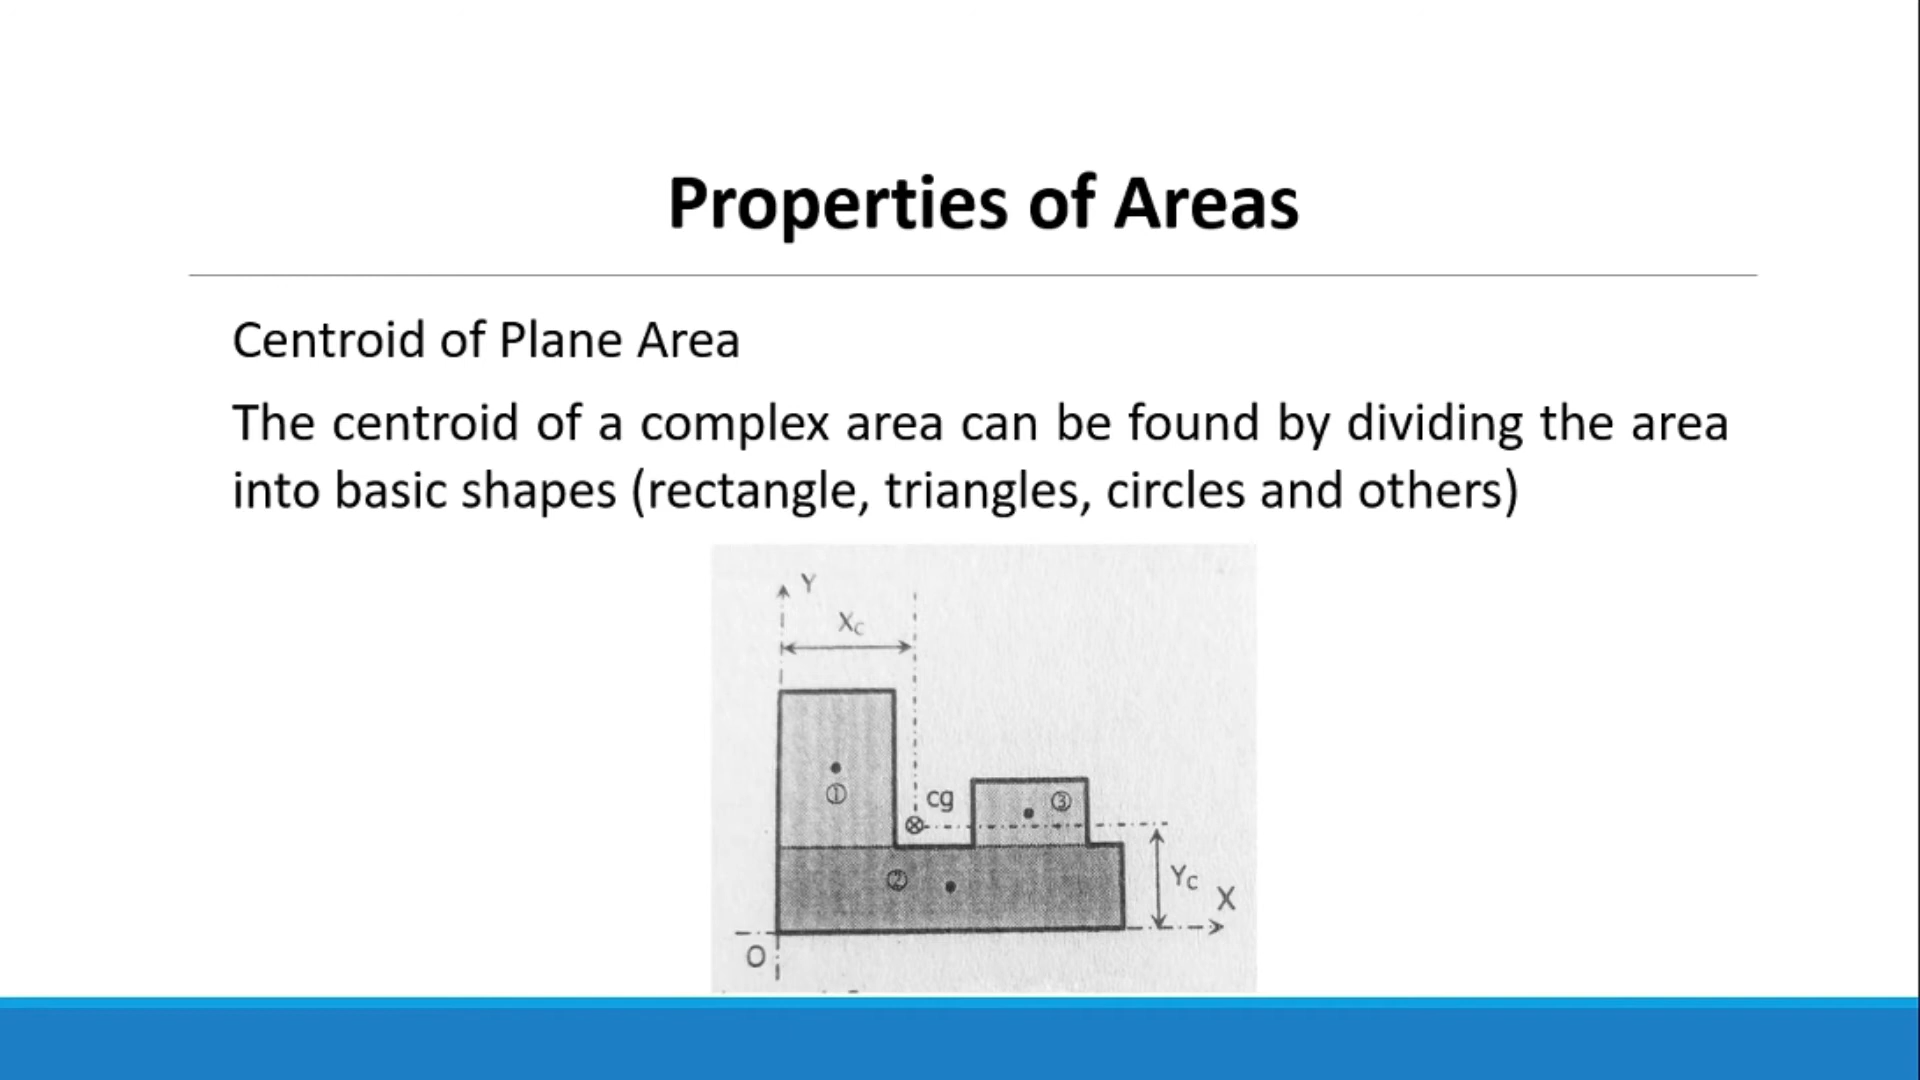 Properties of Areas
Centroid of Plane Area
The centroid of a complex area can be found by dividing the area
into basic shapes (rectangle, triangles, circles and others)
Y
Xc
①
cg
③
②
Yc
X
O